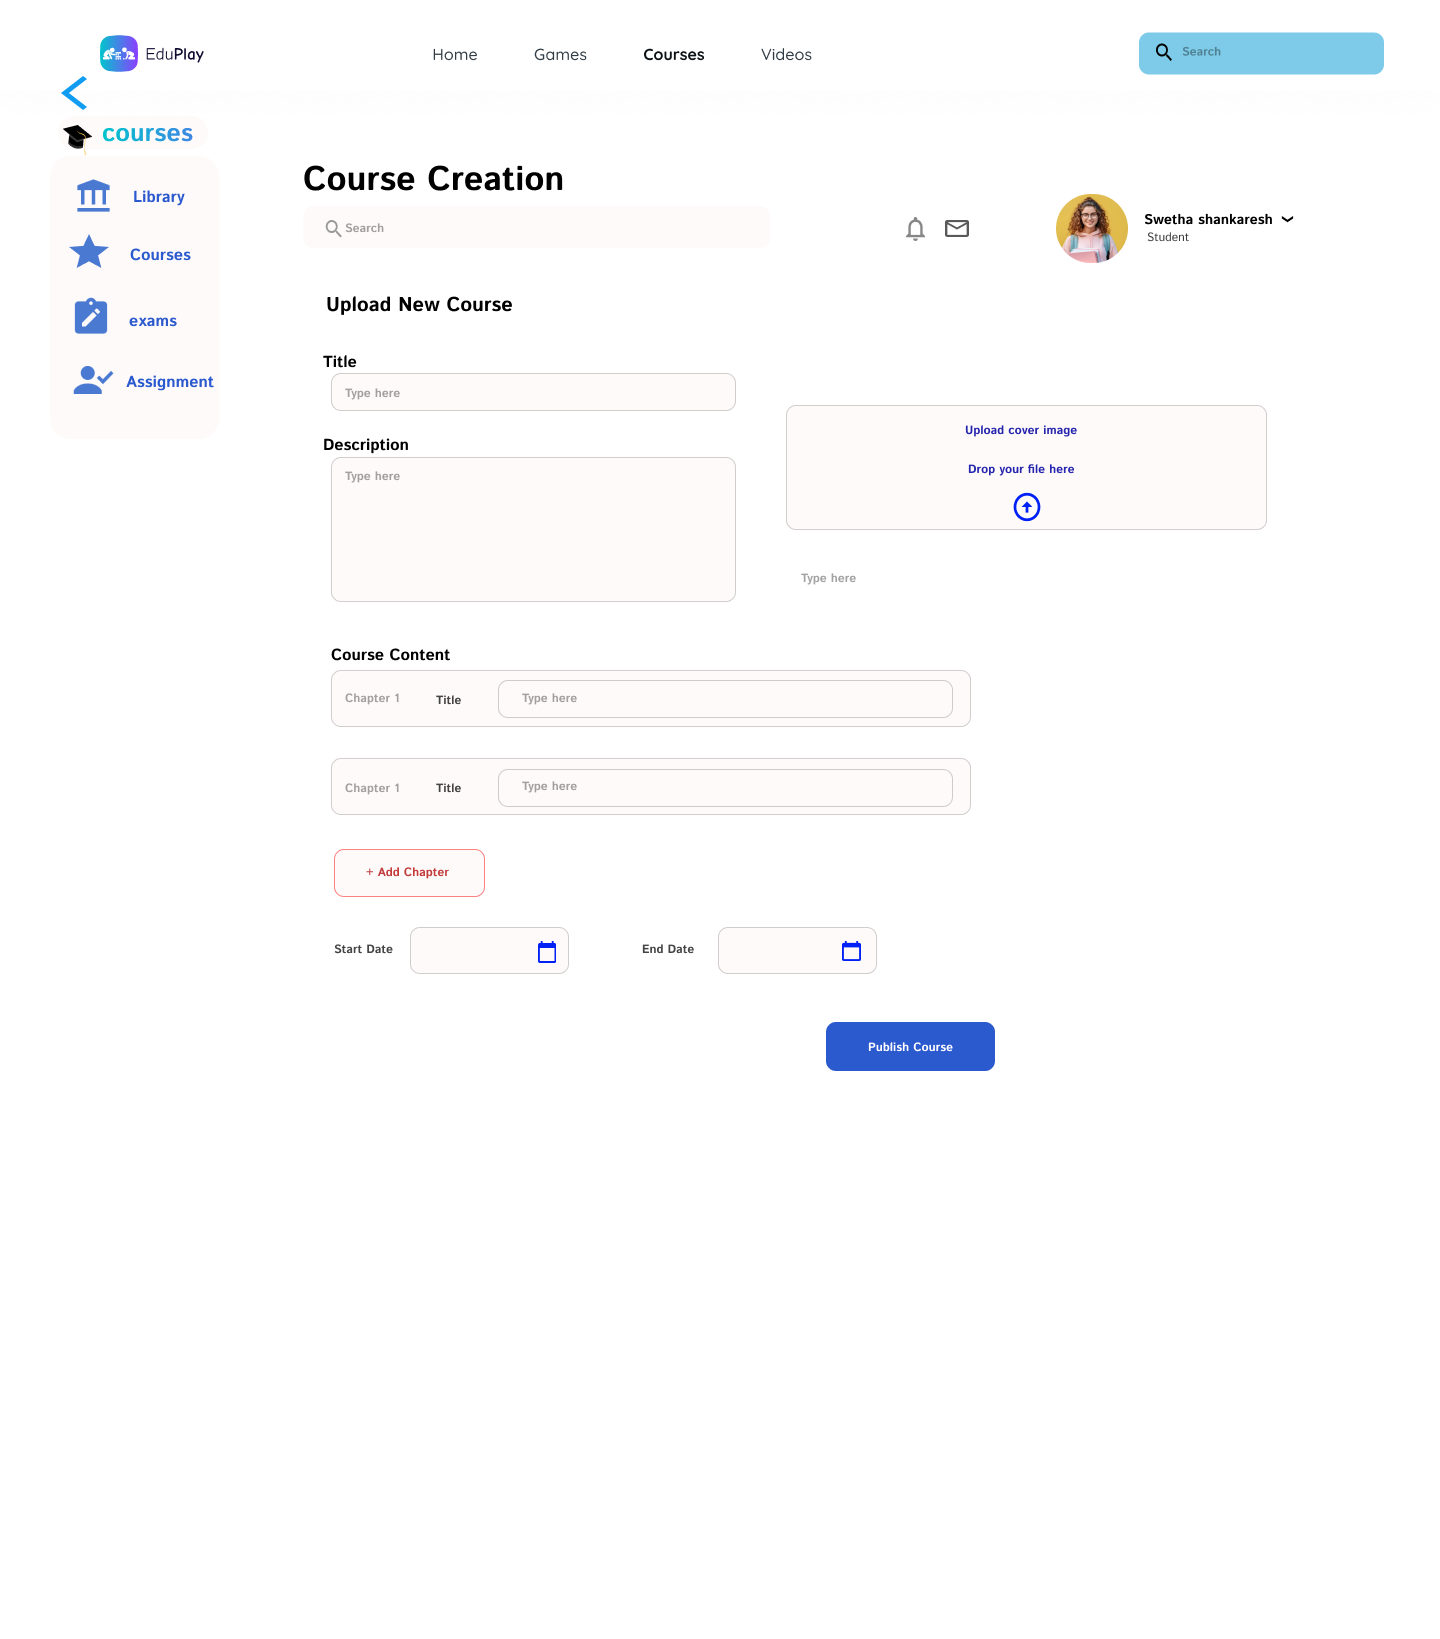 EduPlay
Home
Games
Courses
Videos
Search
courses
Library
Courses
exams
Assignment
Course Creation
Search
Swetha shankaresh
Student
Upload New Course
Title
Type here
Description
Type here
Upload cover image
Drop your file here
Type here
Course Content
Chapter 1 Title Type here
Chapter 1 Title Type here
+ Add Chapter
Start Date
End Date
Publish Course